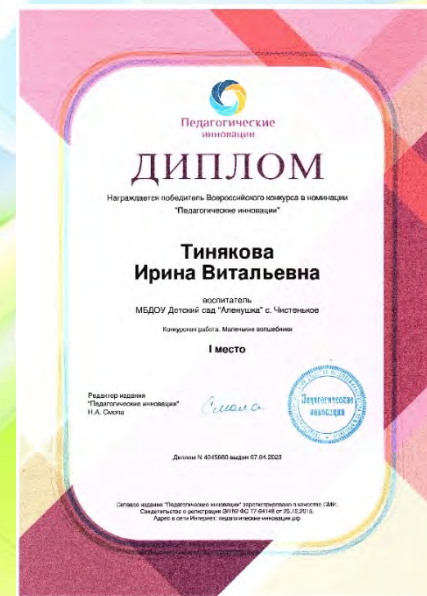 Педагогические
инновации
ДИПЛОМ
Награждается победитель Всероссийского конкурса в номинации
"Педагогические инновации"
Тинякова
Ирина Витальевна
воспитатель
МБДОУ Детский сад "Аленушка" с. Чистенькое
Конкурсная работа: Маленькие волшебники
I место
Редактор издания
"Педагогические инновации"
Н.А. Смола
Смола
Педагогические
инновации
Диплом N выдан 07.04.2023
Сетевое издание "Педагогические инновации" зарегистрировано в качестве СМИ.
Свидетельство о регистрации ЭЛ № ФС 77-64148 от 25.12.2015.
Адрес в сети Интернет: педагогические-инновации.рф